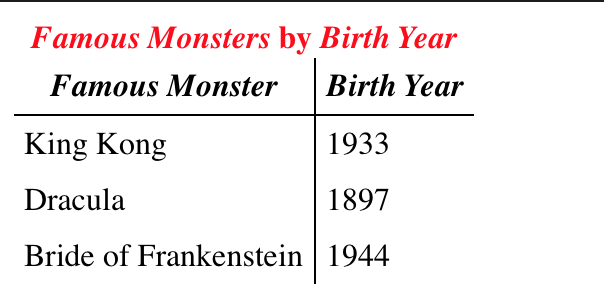 Famous Monsters by Birth Year
Famous Monster Birth Year
King Kong 1933
Dracula 1897
Bride of Frankenstein 1944